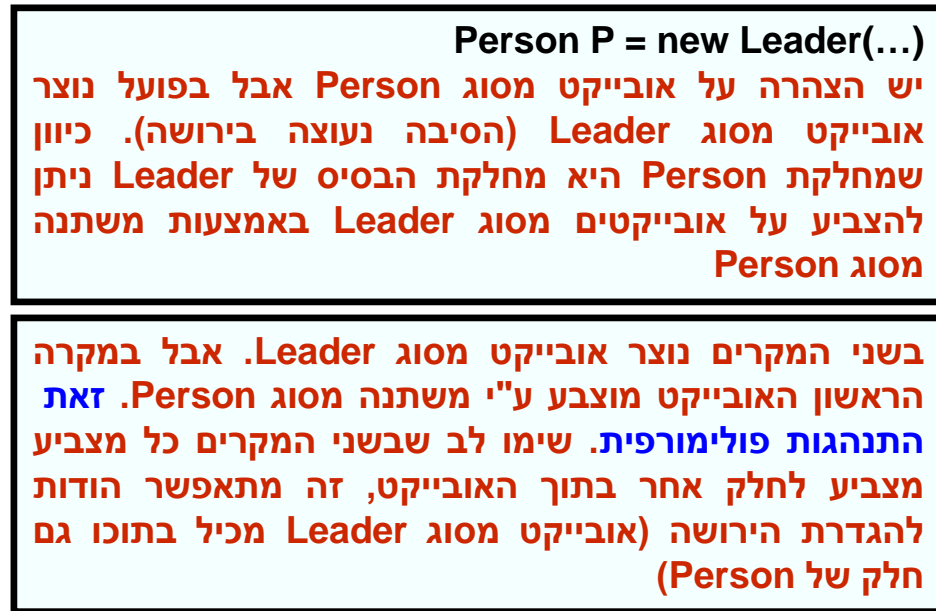 Person P = new Leader(…)
יש הצהרה על אובייקט מסוג Person אבל בפועל נוצר
אובייקט מסוג Leader (הסיבה נעוצה בירושה). כיוון
שמחלקת Person היא מחלקת הבסיס של Leader ניתן
להצביע על אובייקטים מסוג Leader באמצעות משתנה
מסוג Person
בשני המקרים נוצר אובייקט מסוג Leader. אבל במקרה
הראשון האובייקט מוצבע ע"י משתנה מסוג Person. זאת
התנהגות פולימורפית. שימו לב שבשני המקרים כל מצביע
מצביע לחלק אחר בתוך האובייקט, זה מתאפשר הודות
להגדרת הירושה (אובייקט מסוג Leader מכיל בתוכו גם
חלק של Person)